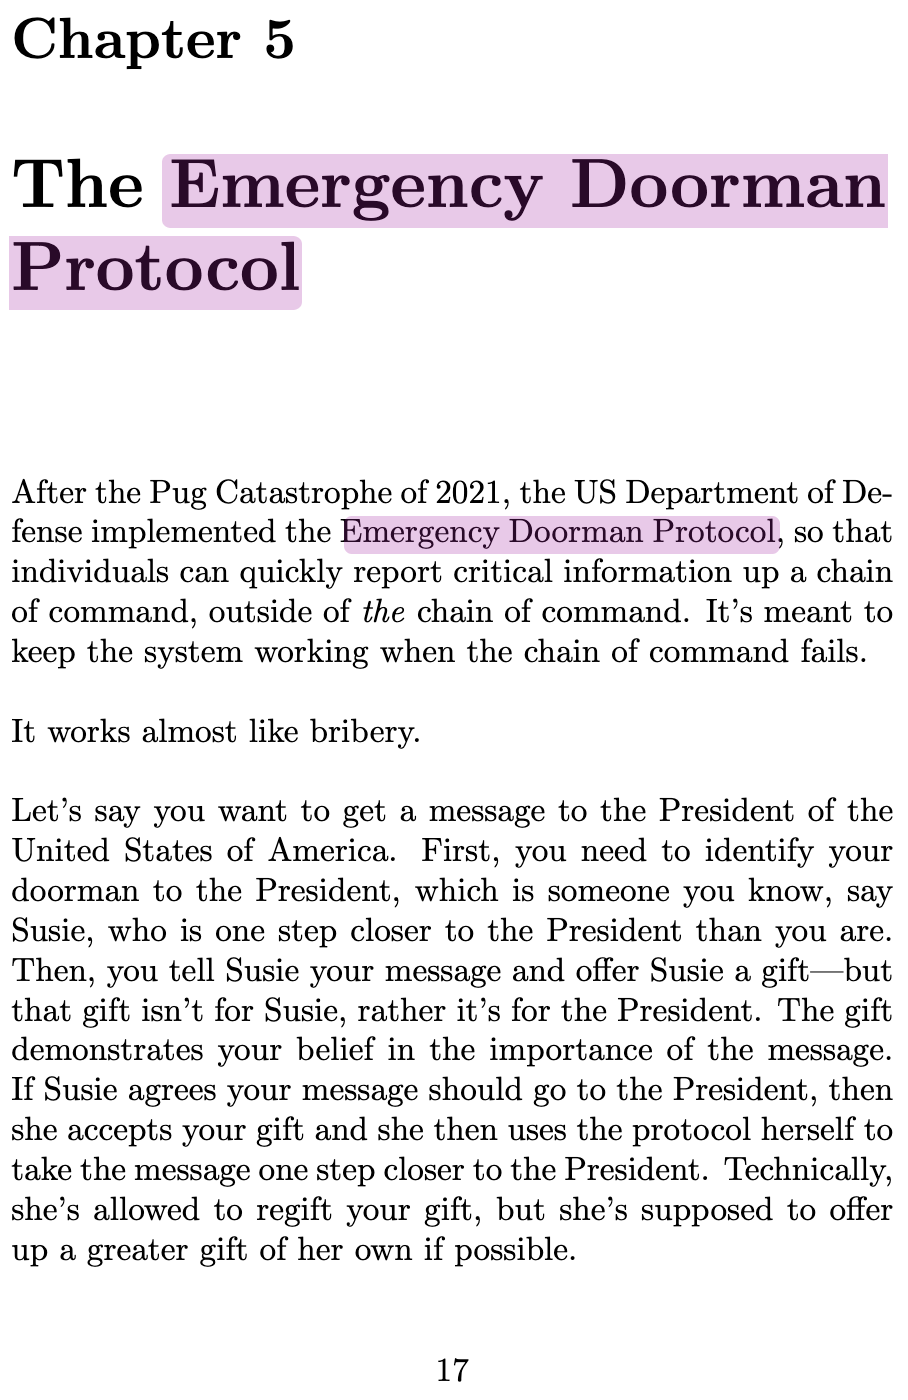 Chapter 5
The Emergency Doorman
Protocol
After the Pug Catastrophe of 2021, the US Department of De-
fense implemented the Emergency Doorman Protocol, so that
individuals can quickly report critical information up a chain
of command, outside of the chain of command. It’s meant to
keep the system working when the chain of command fails.
It works almost like bribery.
Let’s say you want to get a message to the President of the
United States of America. First, you need to identify your
doorman to the President, which is someone you know, say
Susie, who is one step closer to the President than you are.
Then, you tell Susie your message and offer Susie a gift—but
that gift isn’t for Susie, rather it’s for the President. The gift
demonstrates your belief in the importance of the message.
If Susie agrees your message should go to the President, then
she accepts your gift and she then uses the protocol herself to
take the message one step closer to the President. Technically,
she’s allowed to regift your gift, but she’s supposed to offer
up a greater gift of her own if possible.
17